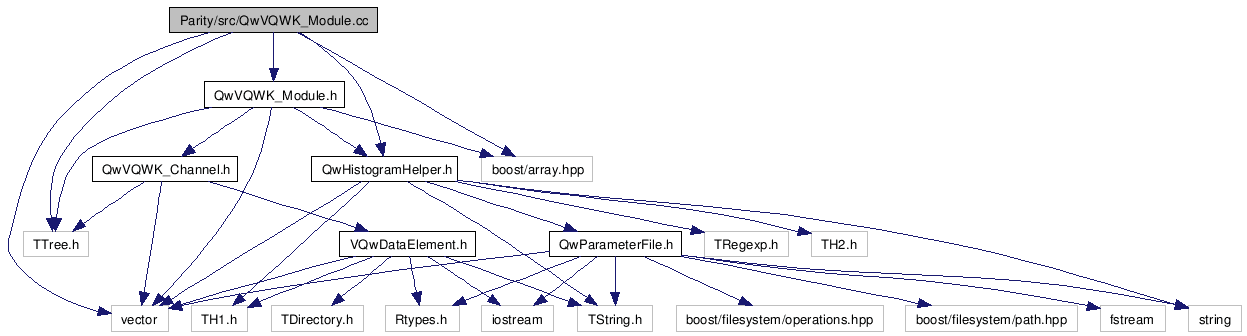 Parity/src/QwVQWK_Module.cc
QwVQWK_Module.h
QwVQWK_Channel.h
QwHistogramHelper.h
boost/array.hpp
TTree.h
VQwDataElement.h
QwParameterFile.h
TRegexp.h
TH2.h
vector
TH1.h
TDirectory.h
Rtypes.h
iostream
TString.h
boost/filesystem/operations.hpp
boost/filesystem/path.hpp
fstream
string